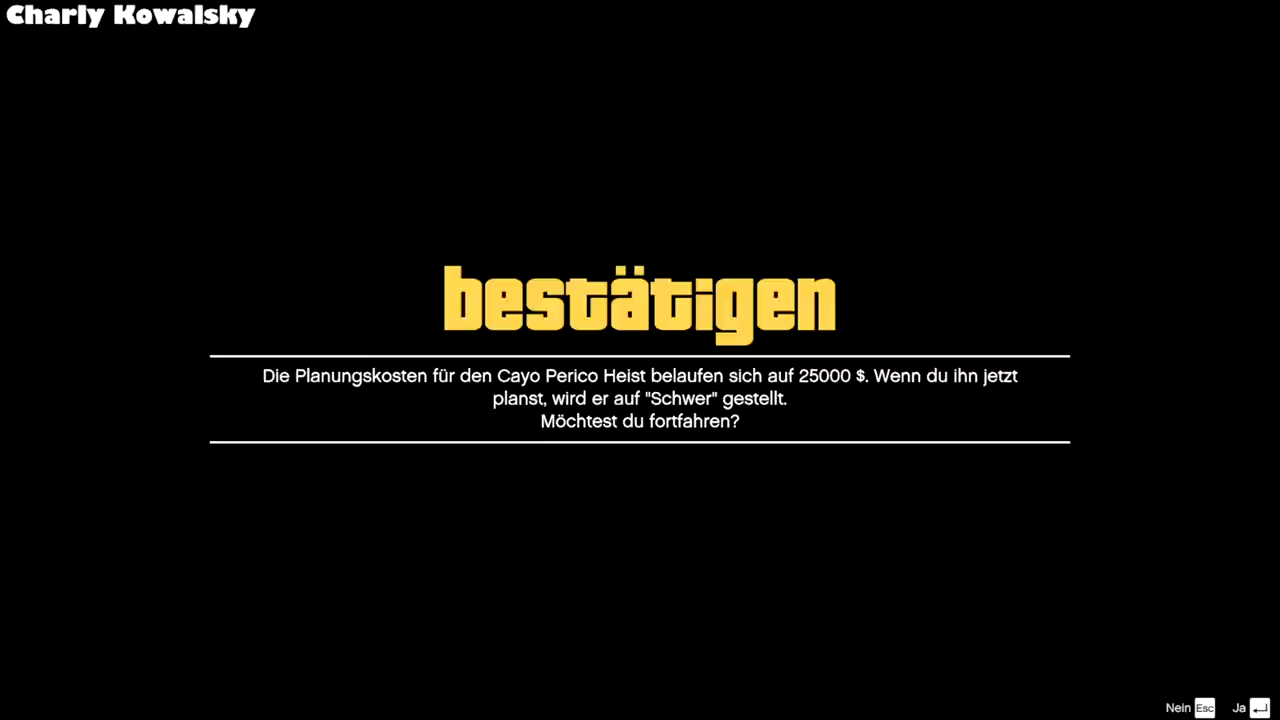 Charly Kowalsky
bestätigen
Die Planungskosten für den Cayo Perico Heist belaufen sich auf 25000 $. Wenn du ihn jetzt
planst, wird er auf "Schwer" gestellt.
Möchtest du fortfahren?
Nein Esc Ja